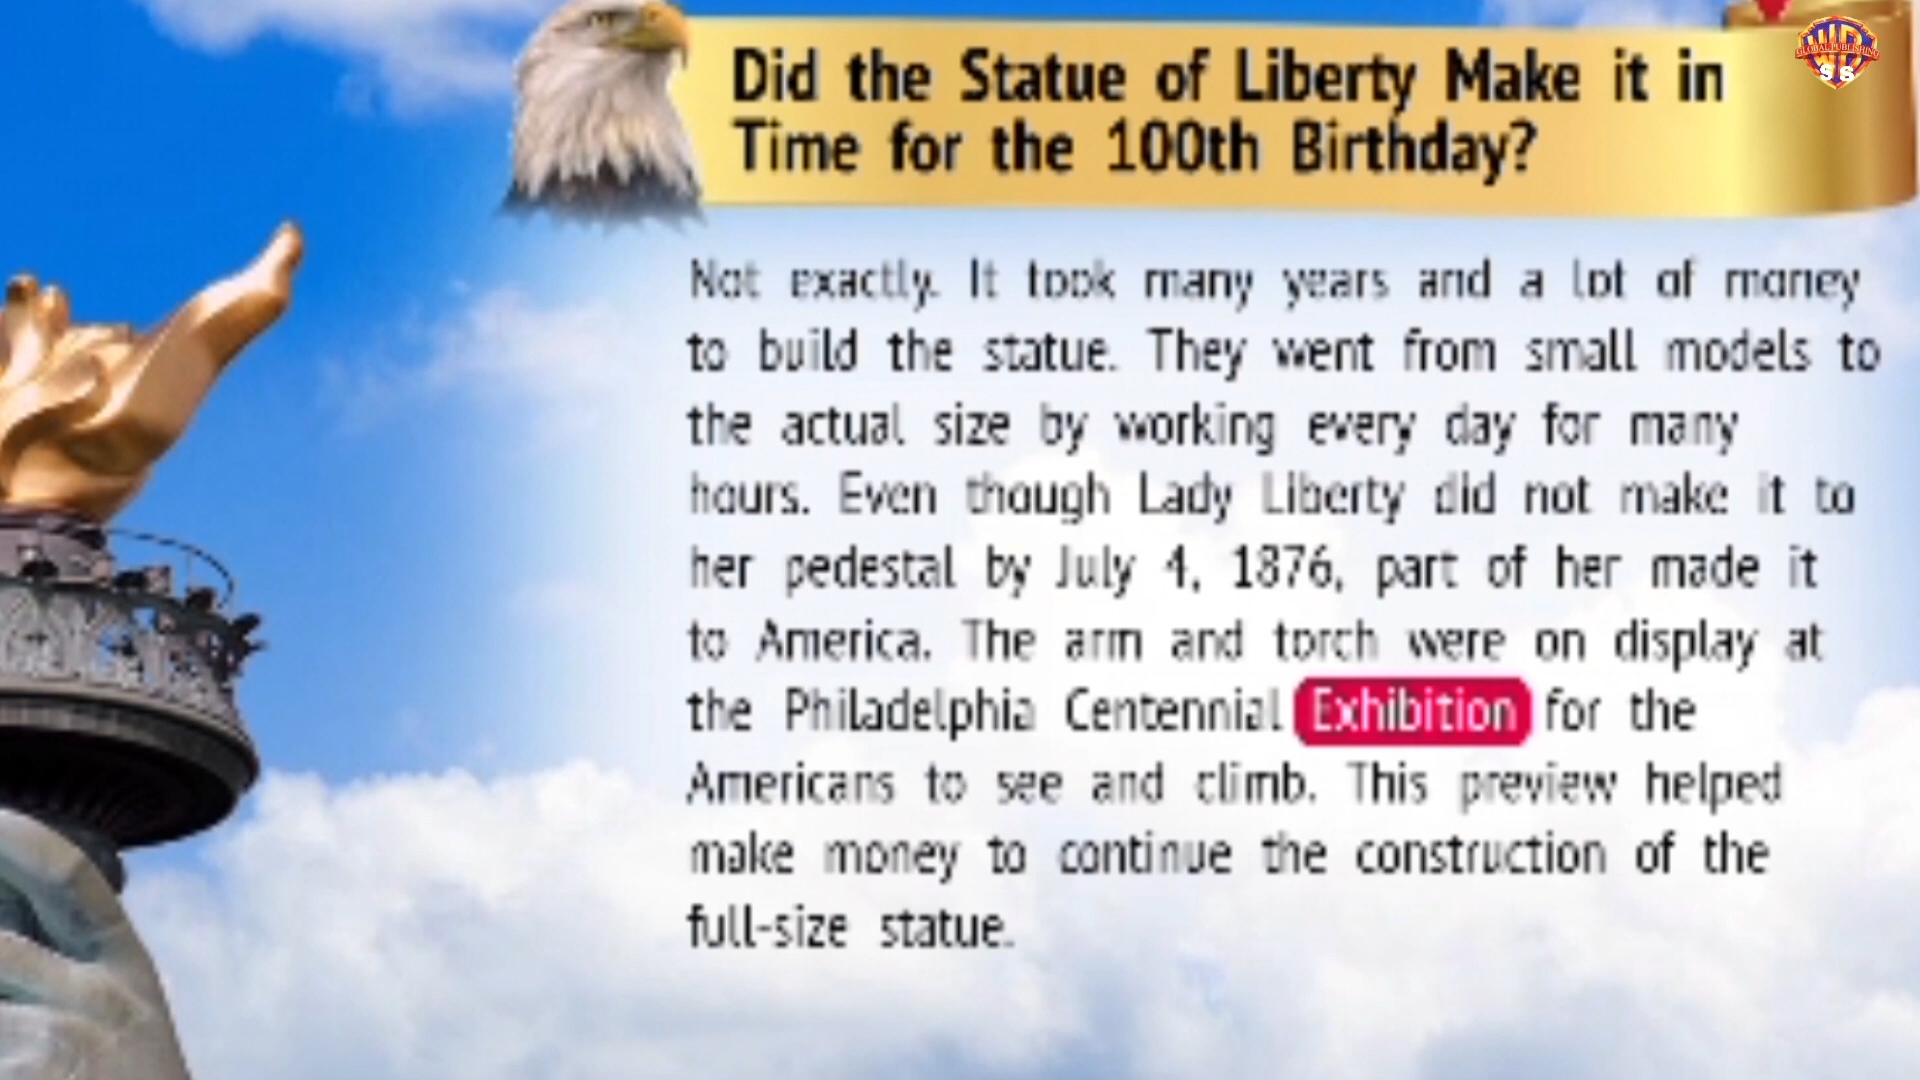 Did the Statue of Liberty Make it in
Time for the 100th Birthday?
GLOBAL PUBLISHING
Not exactly. It took many years and a lot of money
to build the statue. They went from small models to
the actual size by working every day for many
hours. Even though Lady Liberty did not make it to
her pedestal by July 4, 1876, part of her made it
to America. The arm and torch were on display at
the Philadelphia Centennial Exhibition for the
Americans to see and climb. This preview helped
make money to continue the construction of the
full-size statue.